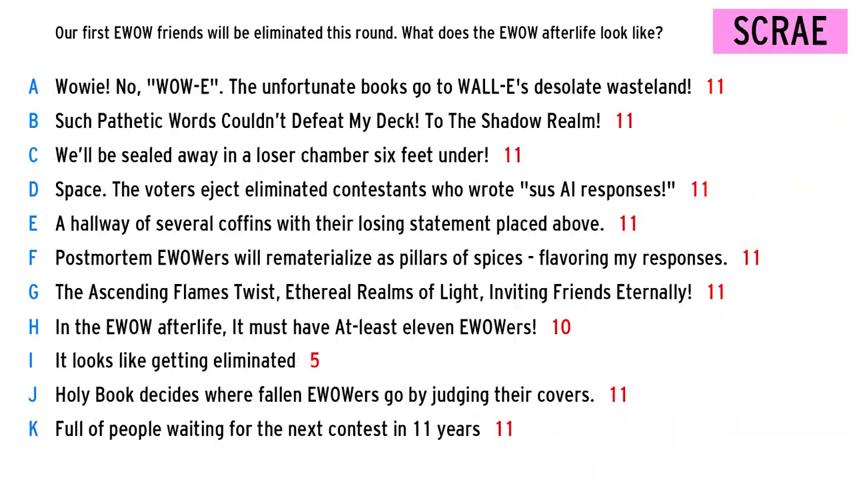 Our first EWOW friends will be eliminated this round. What does the EWOW afterlife look like?
SCRAE
A Wowie! No, "WOW-E". The unfortunate books go to WALL-E's desolate wasteland! 11
B Such Pathetic Words Couldn't Defeat My Deck! To The Shadow Realm! 11
C We'll be sealed away in a loser chamber six feet under! 11
D Space. The voters eject eliminated contestants who wrote "sus AI responses!" 11
E A hallway of several coffins with their losing statement placed above. 11
F Postmortem EWOWers will rematerialize as pillars of spices - flavoring my responses. 11
G The Ascending Flames Twist, Ethereal Realms of Light, Inviting Friends Eternally! 11
H In the EWOW afterlife, It must have At-least eleven EWOWers! 10
I It looks like getting eliminated 5
J Holy Book decides where fallen EWOWers go by judging their covers. 11
K Full of people waiting for the next contest in 11 years 11